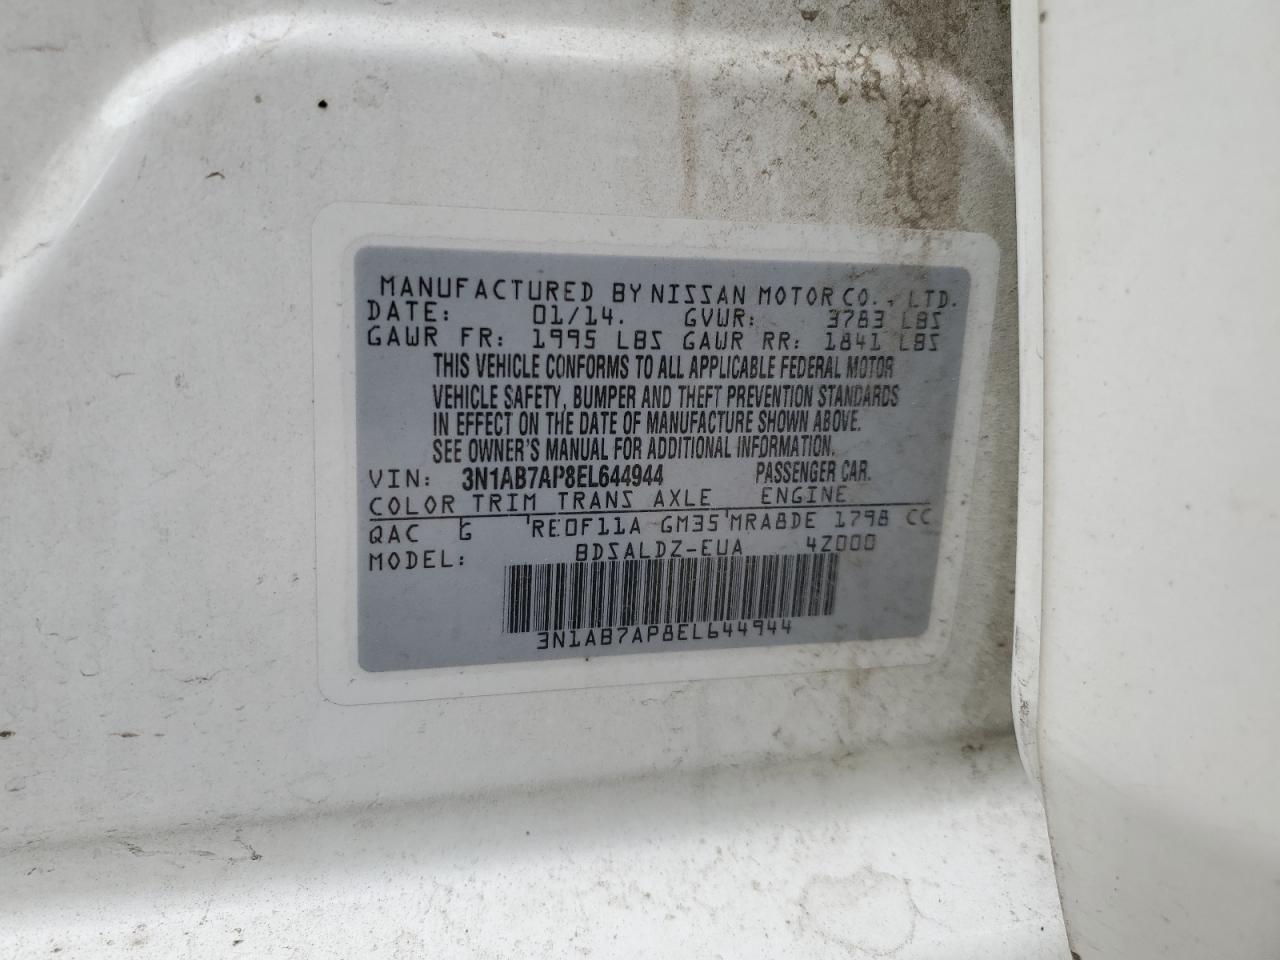 MANUFACTURED BY NISSAN MOTOR CO., LTD.
DATE: 01/14. GVWR: 3783 LBS
GAWR FR: 1995 LBS GAWR RR: 1841 LBS
THIS VEHICLE CONFORMS TO ALL APPLICABLE FEDERAL MOTOR
VEHICLE SAFETY, BUMPER AND THEFT PREVENTION STANDARDS
IN EFFECT ON THE DATE OF MANUFACTURE SHOWN ABOVE.
SEE OWNER'S MANUAL FOR ADDITIONAL INFORMATION.
VIN: 3N1AB7AP8EL644944 PASSENGER CAR.
COLOR TRIM TRANS AXLE ENGINE
QAC G RE0F11A GM35 MRA8DE 1798 CC
MODEL: BDSALDZ-EUA 4Z000
3N1AB7AP8EL644944